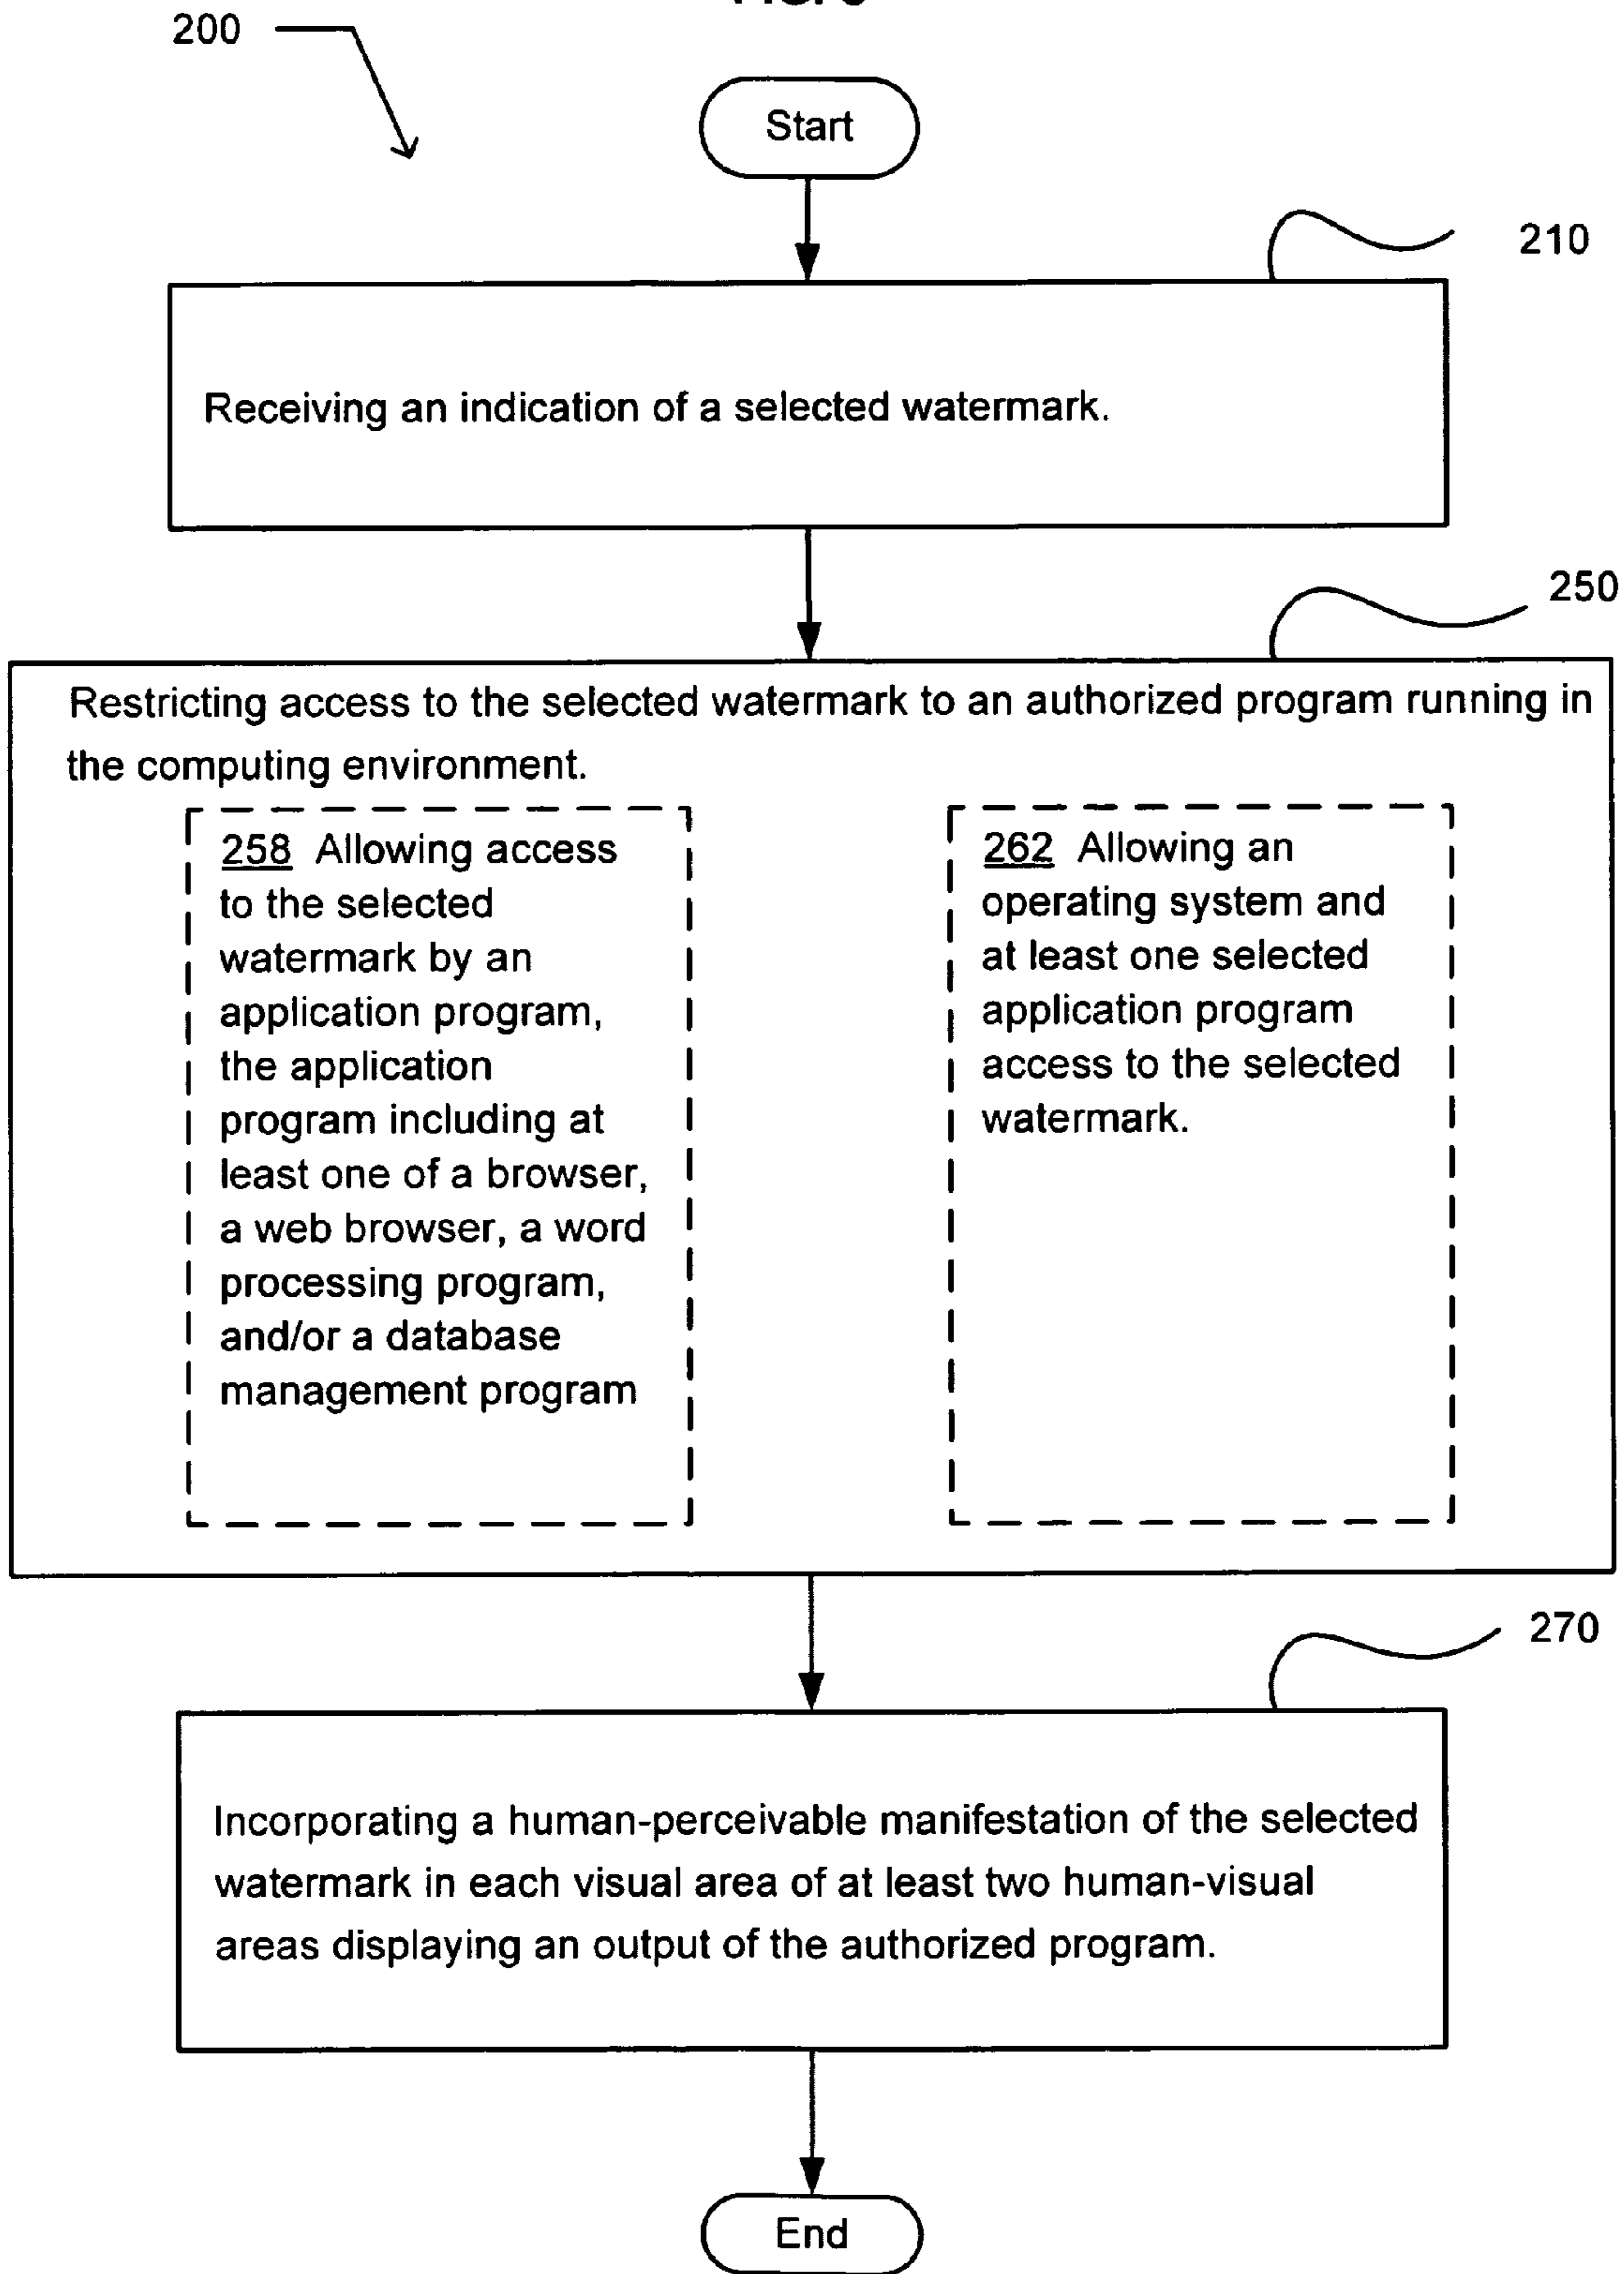 200
Start
210
Receiving an indication of a selected watermark.
250
Restricting access to the selected watermark to an authorized program running in
the computing environment.
258 Allowing access
to the selected
watermark by an
application program,
the application
program including at
least one of a browser,
a web browser, a word
processing program,
and/or a database
management program
262 Allowing an
operating system and
at least one selected
application program
access to the selected
watermark.
270
Incorporating a human-perceivable manifestation of the selected
watermark in each visual area of at least two human-visual
areas displaying an output of the authorized program.
End